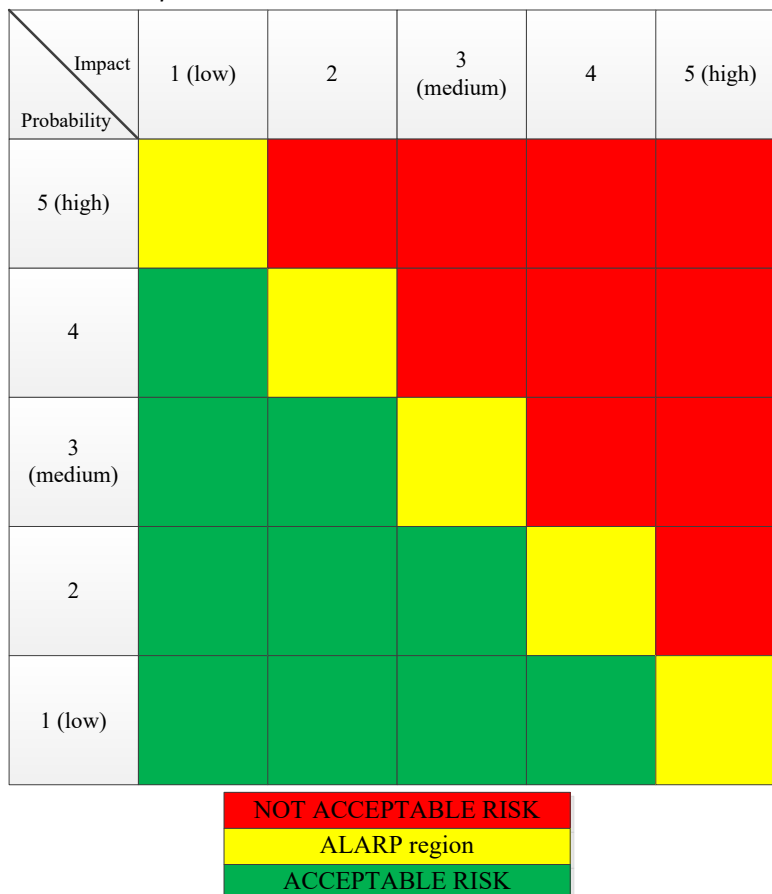 Impact
Probability
1 (low)
2
3
(medium)
4
5 (high)
5 (high)
4
3
(medium)
2
1 (low)
NOT ACCEPTABLE RISK
ALARP region
ACCEPTABLE RISK